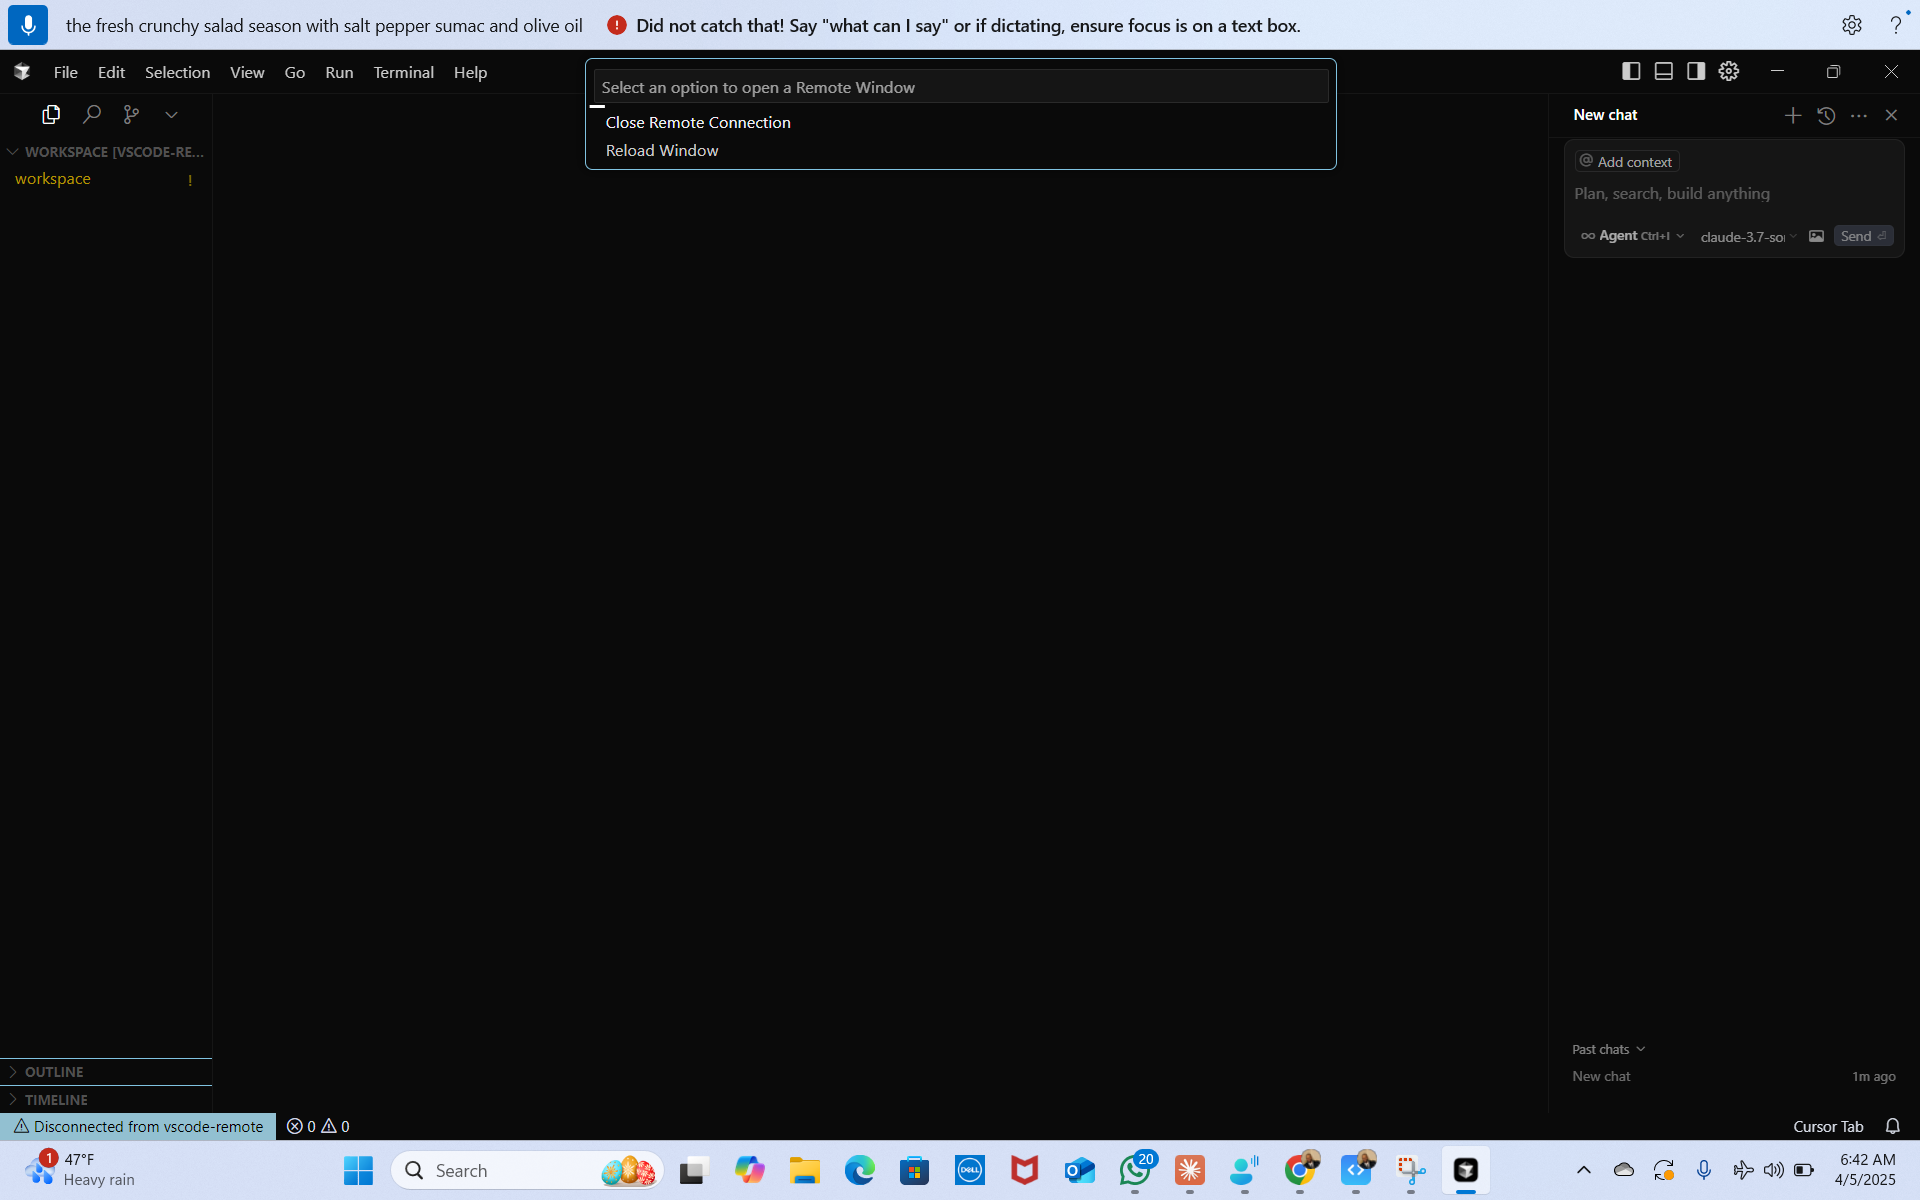 the fresh crunchy salad season with salt pepper sumac and olive oil
Did not catch that! Say "what can I say" or if dictating, ensure focus is on a text box.
File Edit Selection View Go Run Terminal Help
Select an option to open a Remote Window
Close Remote Connection
Reload Window
WORKSPACE [VSCODE-RE...
workspace !
New chat
@ Add context
Plan, search, build anything
Agent Ctrl+I
claude-3.7-so
Send
Past chats
New chat 1m ago
OUTLINE
TIMELINE
Disconnected from vscode-remote 0 0
Cursor Tab
1
47°F
Heavy rain
Search
DELL
20
6:42 AM
4/5/2025